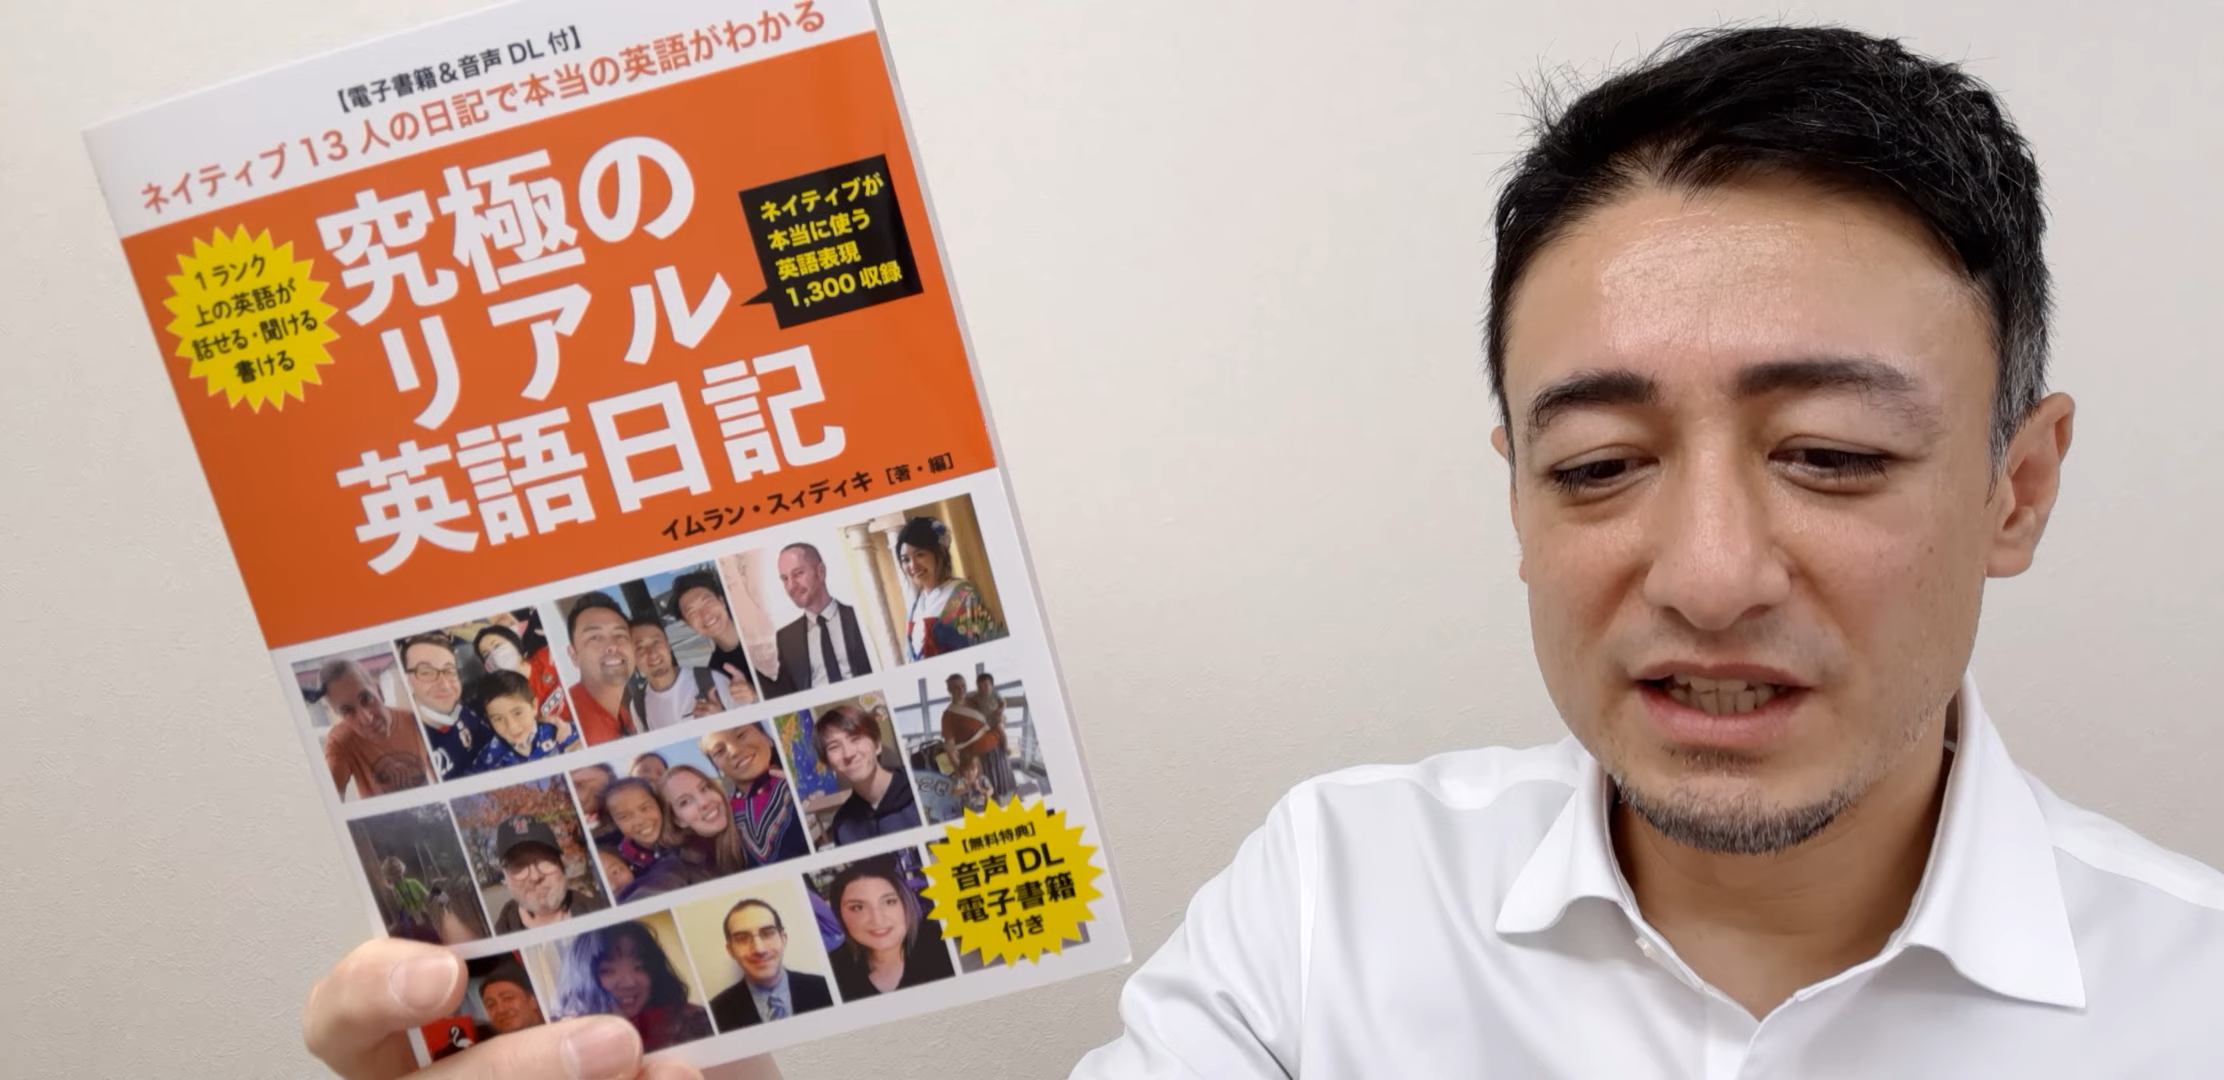 【電子書籍＆音声DL付】
ネイティブ13人の日記で本当の英語がわかる
究極の
リアル
英語日記
1ランク
上の英語が
話せる・聞ける
書ける
ネイティブが
本当に使う
英語表現
1,300収録
イムラン・スィディキ［著・編］
［無料特典］
音声DL
電子書籍
付き